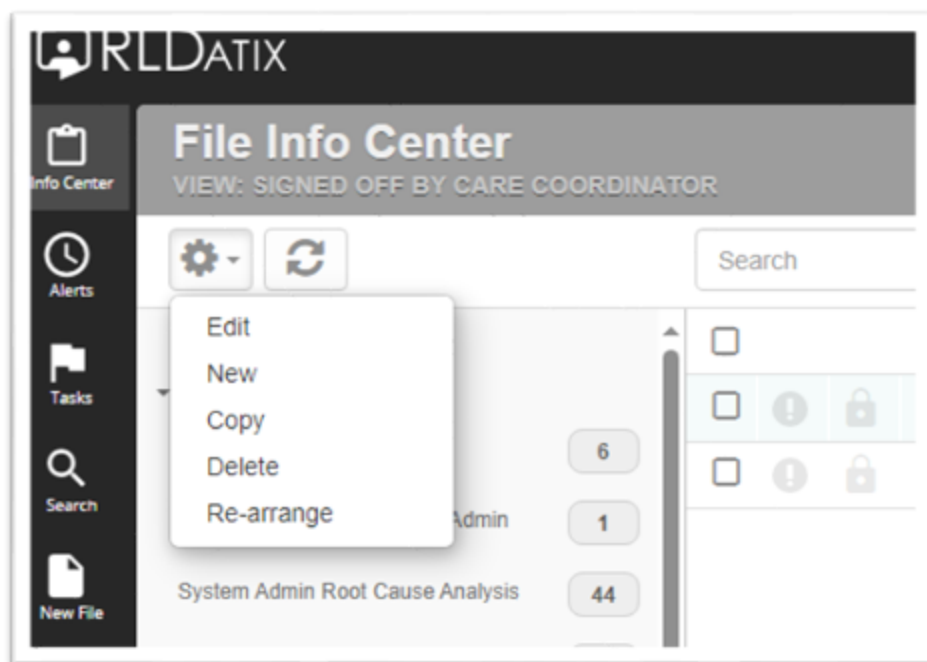 RLDATIX
Info Center
File Info Center
VIEW: SIGNED OFF BY CARE COORDINATOR
Search
Alerts
Edit
New
Copy
Delete
Re-arrange
Tasks
6
Admin
1
Search
System Admin Root Cause Analysis
44
New File